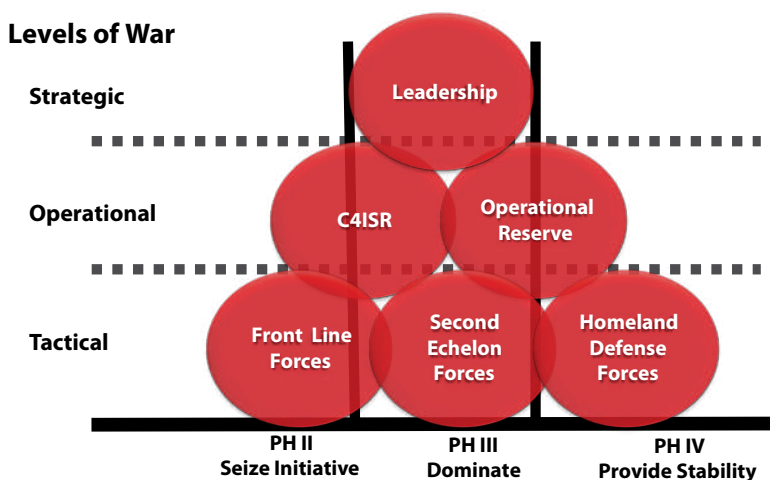 Levels of War
Strategic
Leadership
Operational
C4ISR
Operational
Reserve
Tactical
Front Line
Forces
Second
Echelon
Forces
Homeland
Defense
Forces
PH II
Seize Initiative
PH III
Dominate
PH IV
Provide Stability